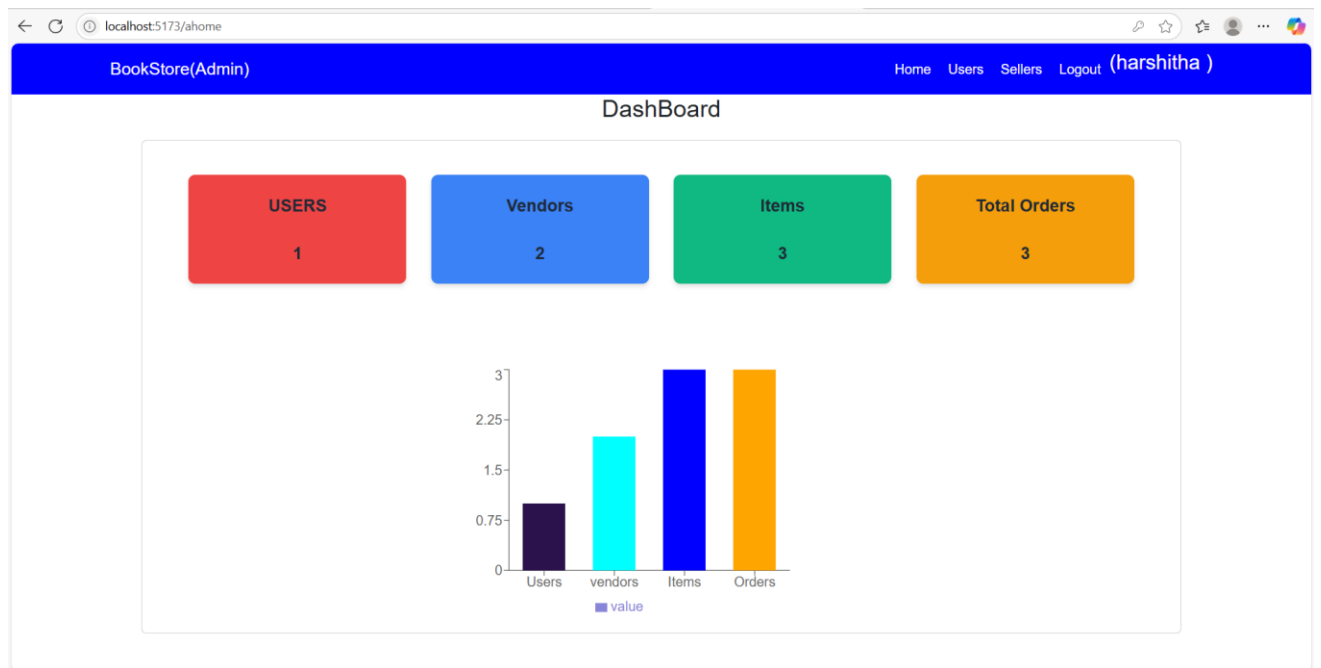 localhost:5173/ahome
BookStore(Admin) Home Users Sellers Logout (harshitha )
DashBoard
USERS Vendors Items Total Orders
1 2 3 3
3
2.25
1.5
0.75
0
Users vendors Items Orders
value